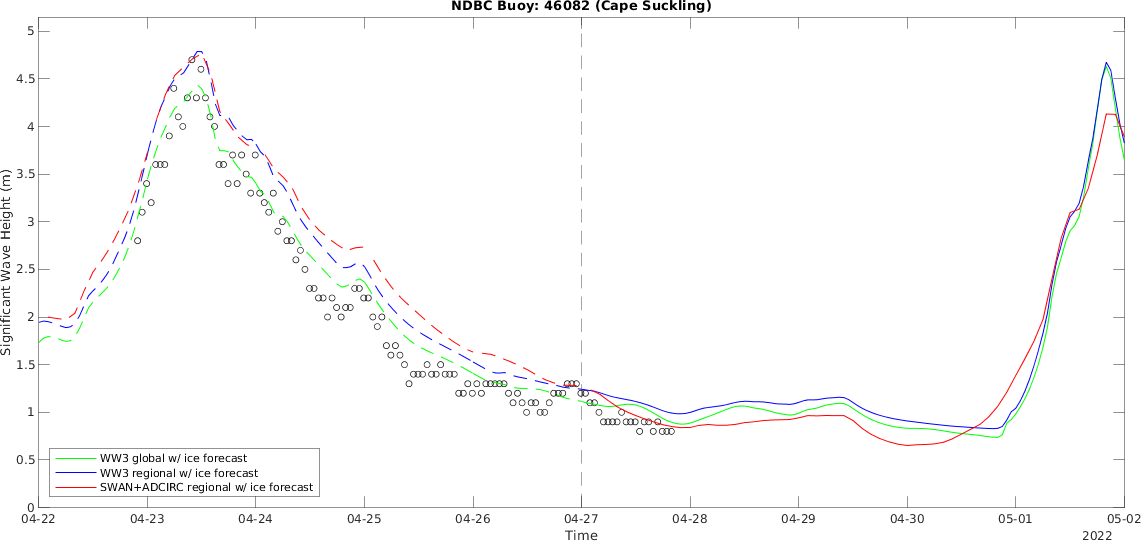 NDBC Buoy: 46082 (Cape Suckling)
5
4.5
4
3.5
3
2.5
2
1.5
1
0.5
0
Significant Wave Height (m)
WW3 global w/ ice forecast
WW3 regional w/ ice forecast
SWAN+ADCIRC regional w/ ice forecast
04-22 04-23 04-24 04-25 04-26 04-27 04-28 04-29 04-30 05-01 05-02
Time
2022